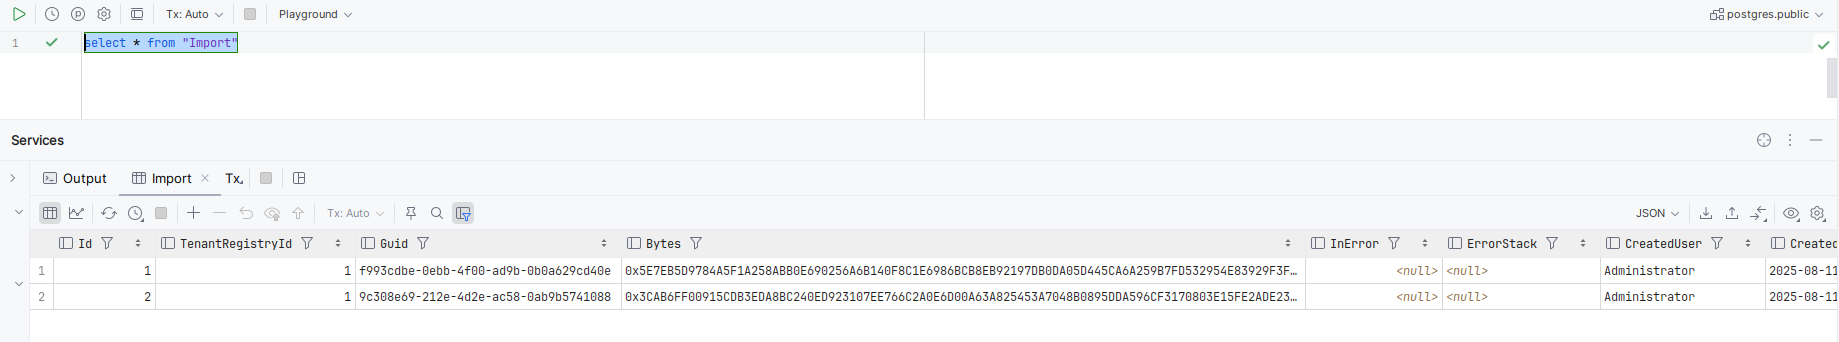 Tx: Auto Playground postgres.public
1 select * from "Import"
Services
Output Import Tx
Tx: Auto JSON
Id TenantRegistryId Guid Bytes InError ErrorStack CreatedUser Created
1 1 1 f993cdbe-0ebb-4f00-ad9b-0b0a629cd40e 0x5E7EB5D9784A5F1A258ABB0E690256A6B140F8C1E6986BCB8EB92197DB0DA05D445CA6A259B7FD532954E83929F3F… <null> <null> Administrator 2025-08-11
2 2 1 9c308e69-212e-4d2e-ac58-0ab9b5741088 0x3CAB6FF00915CDB3EDA8BC240ED923107EE766C2A0E6D00A63A825453A7048B0895DDA596CF3170803E15FE2ADE23… <null> <null> Administrator 2025-08-11